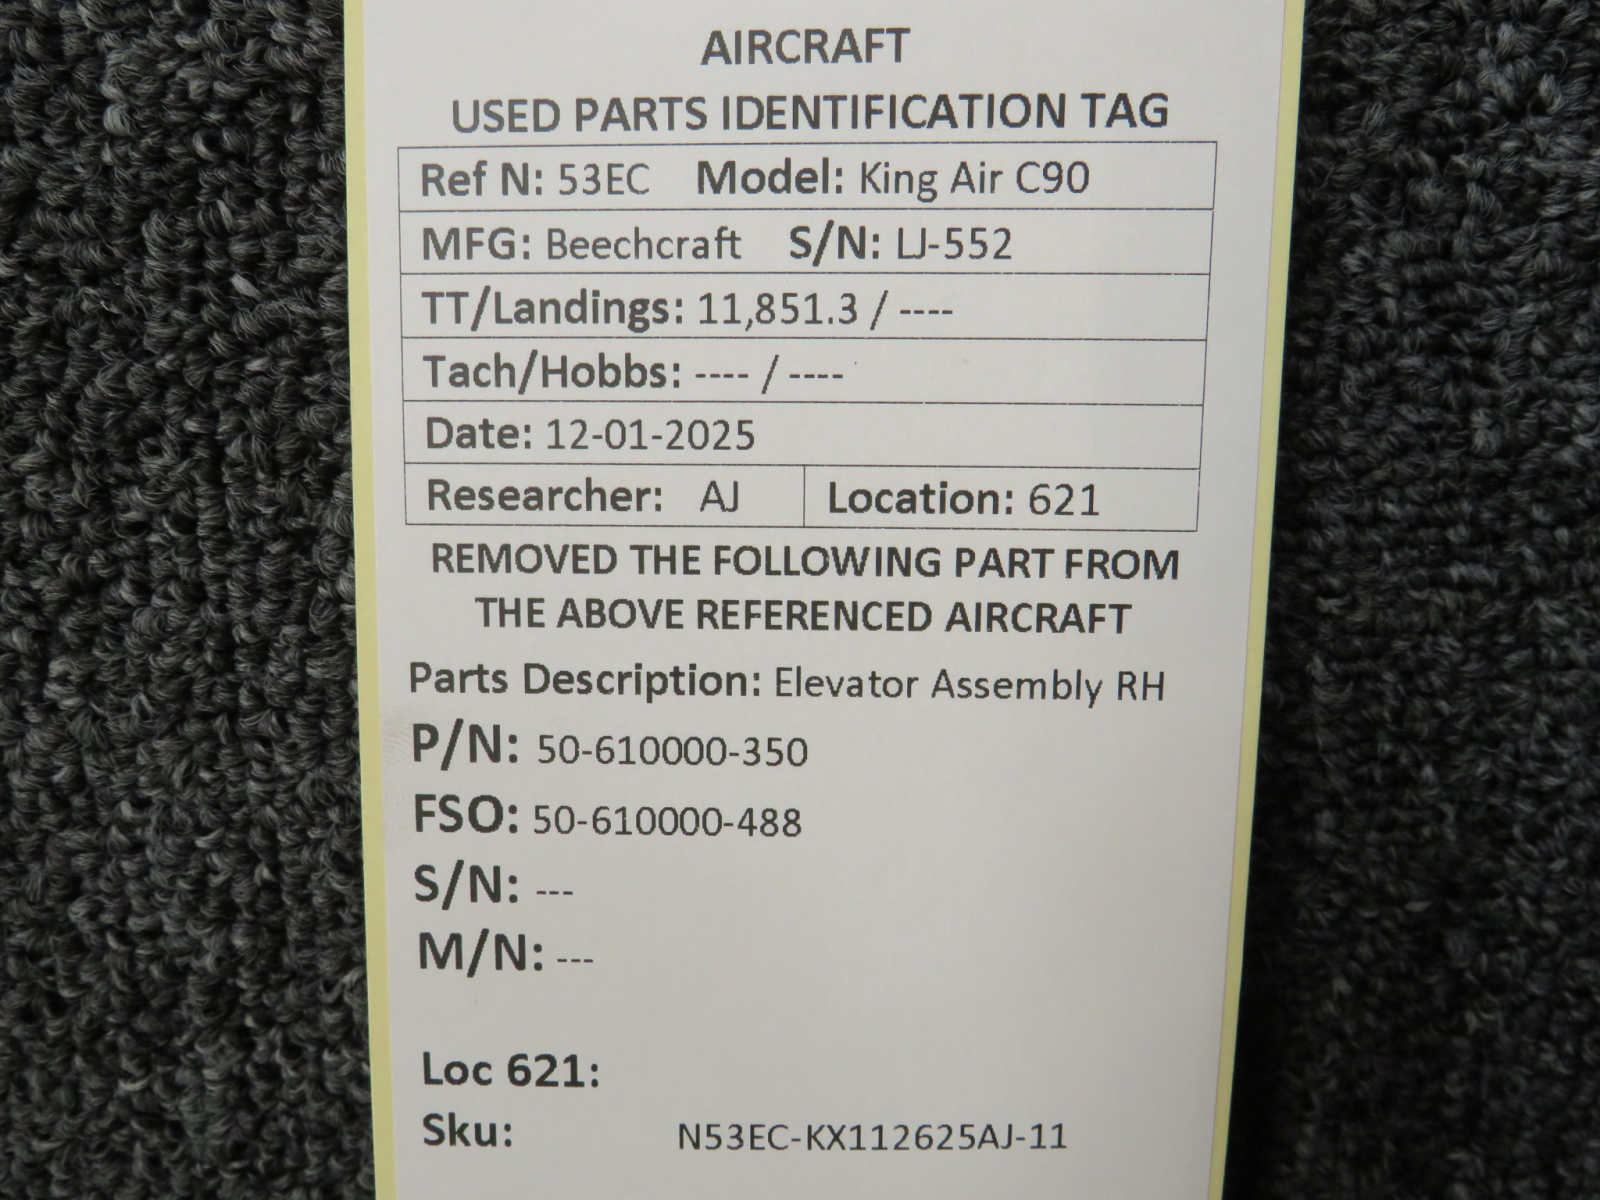 AIRCRAFT
USED PARTS IDENTIFICATION TAG
Ref N: 53EC Model: King Air C90
MFG: Beechcraft S/N: LJ-552
TT/Landings: 11,851.3 / ----
Tach/Hobbs: ---- / ----
Date: 12-01-2025
Researcher: AJ Location: 621
REMOVED THE FOLLOWING PART FROM
THE ABOVE REFERENCED AIRCRAFT
Parts Description: Elevator Assembly RH
P/N: 50-610000-350
FSO: 50-610000-488
S/N: ---
M/N: ---
Loc 621:
Sku: N53EC-KX112625AJ-11